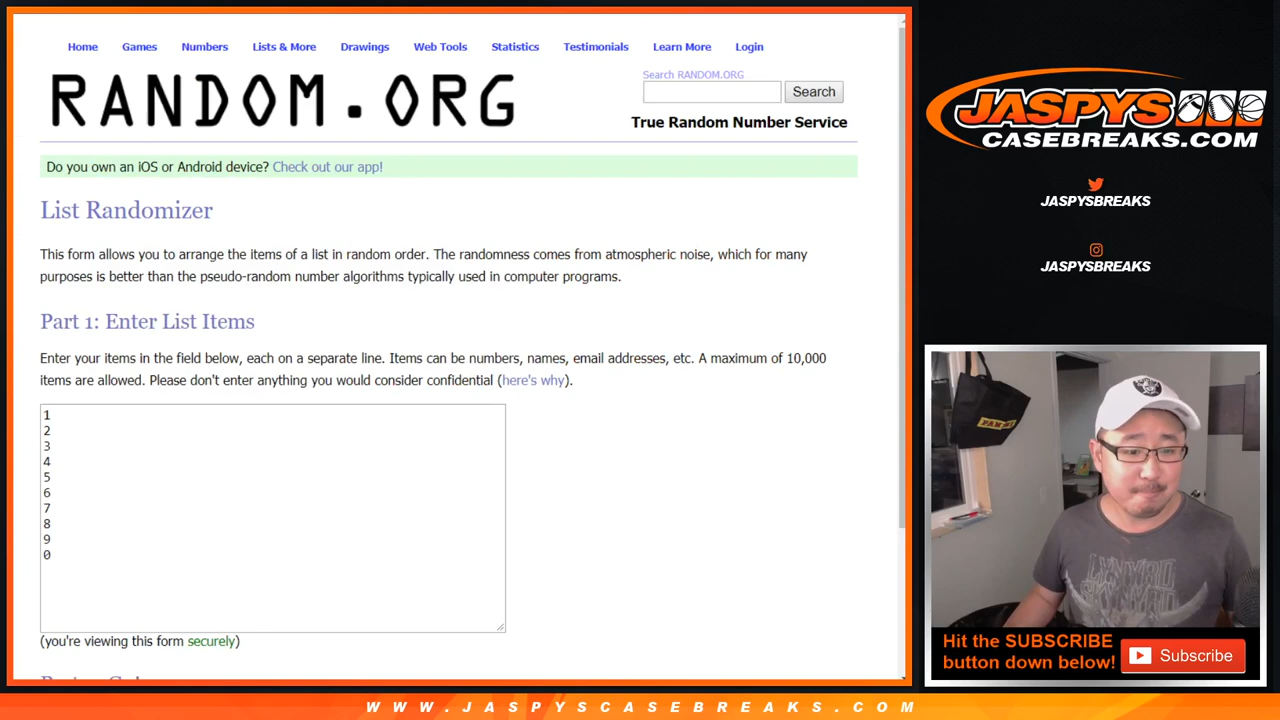 Home Games Numbers Lists & More Drawings Web Tools Statistics Testimonials Learn More Login
RANDOM.ORG
Search RANDOM.ORG
Search
True Random Number Service
Do you own an iOS or Android device? Check out our app!
List Randomizer
This form allows you to arrange the items of a list in random order. The randomness comes from atmospheric noise, which for many
purposes is better than the pseudo-random number algorithms typically used in computer programs.
Part 1: Enter List Items
Enter your items in the field below, each on a separate line. Items can be numbers, names, email addresses, etc. A maximum of 10,000
items are allowed. Please don't enter anything you would consider confidential (here's why).
1
2
3
4
5
6
7
8
9
0
(you're viewing this form securely)
JASPYS
CASEBREAKS.COM
JASPYSBREAKS
JASPYSBREAKS
LYNYRD
SKYNYRD
Hit the SUBSCRIBE
button down below!
Subscribe
WWW.JASPYSCASEBREAKS.COM